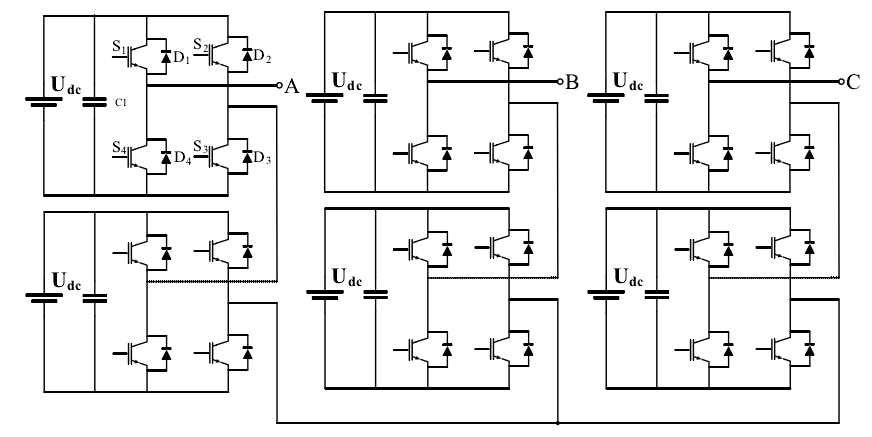 S1 D1 S2 D2
Udc C1 A
S4 D4 S3 D3
Udc B
Udc C
Udc
Udc
Udc